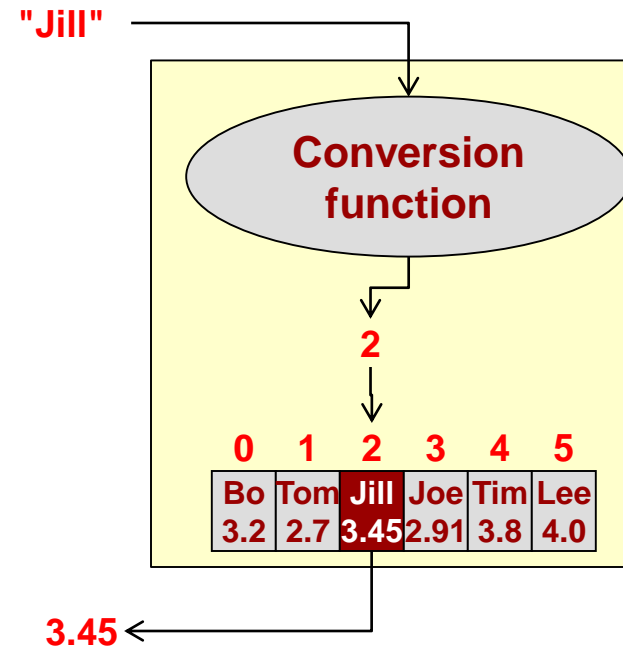 "Jill"
Conversion
function
2
0 1 2 3 4 5
Bo Tom Jill Joe Tim Lee
3.2 2.7 3.45 2.91 3.8 4.0
3.45